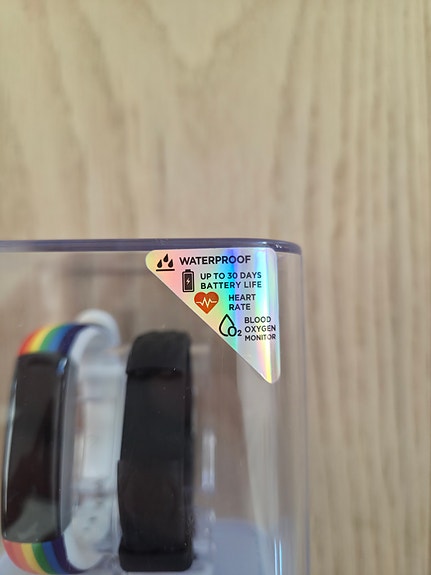 WATERPROOF
UP TO 30 DAYS
BATTERY LIFE
HEART
RATE
O2
BLOOD
OXYGEN
MONITOR